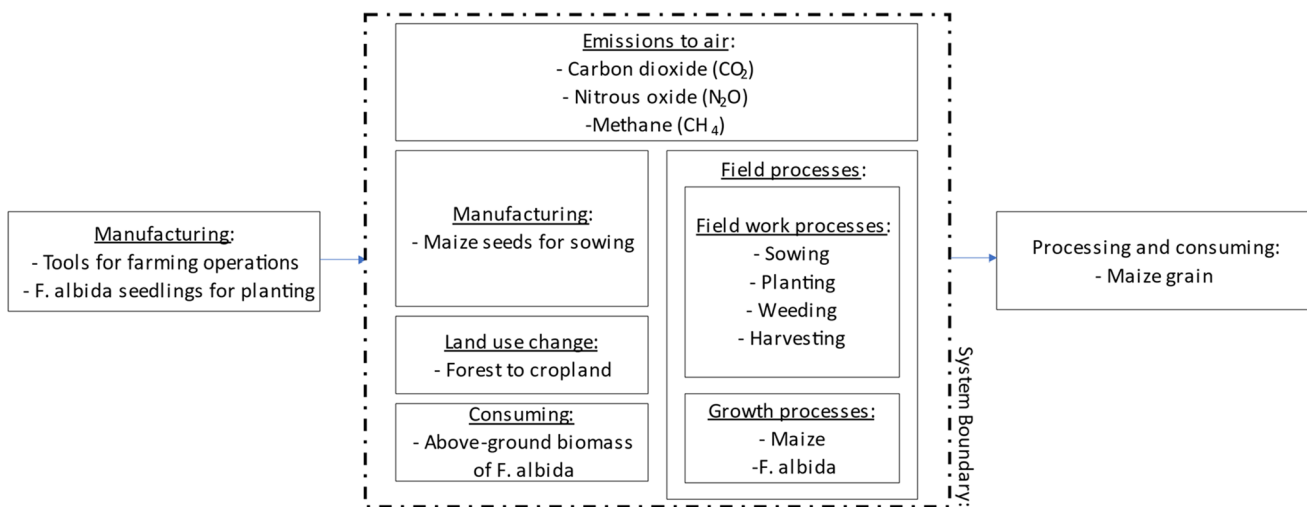 Emissions to air:
- Carbon dioxide (CO2)
- Nitrous oxide (N2O)
-Methane (CH4)
Manufacturing:
- Tools for farming operations
- F. albida seedlings for planting
Manufacturing:
- Maize seeds for sowing
Land use change:
- Forest to cropland
Consuming:
- Above-ground biomass
of F. albida
Field processes:
Field work processes:
- Sowing
- Planting
- Weeding
- Harvesting
Growth processes:
- Maize
-F. albida
System Boundary:
Processing and consuming:
- Maize grain